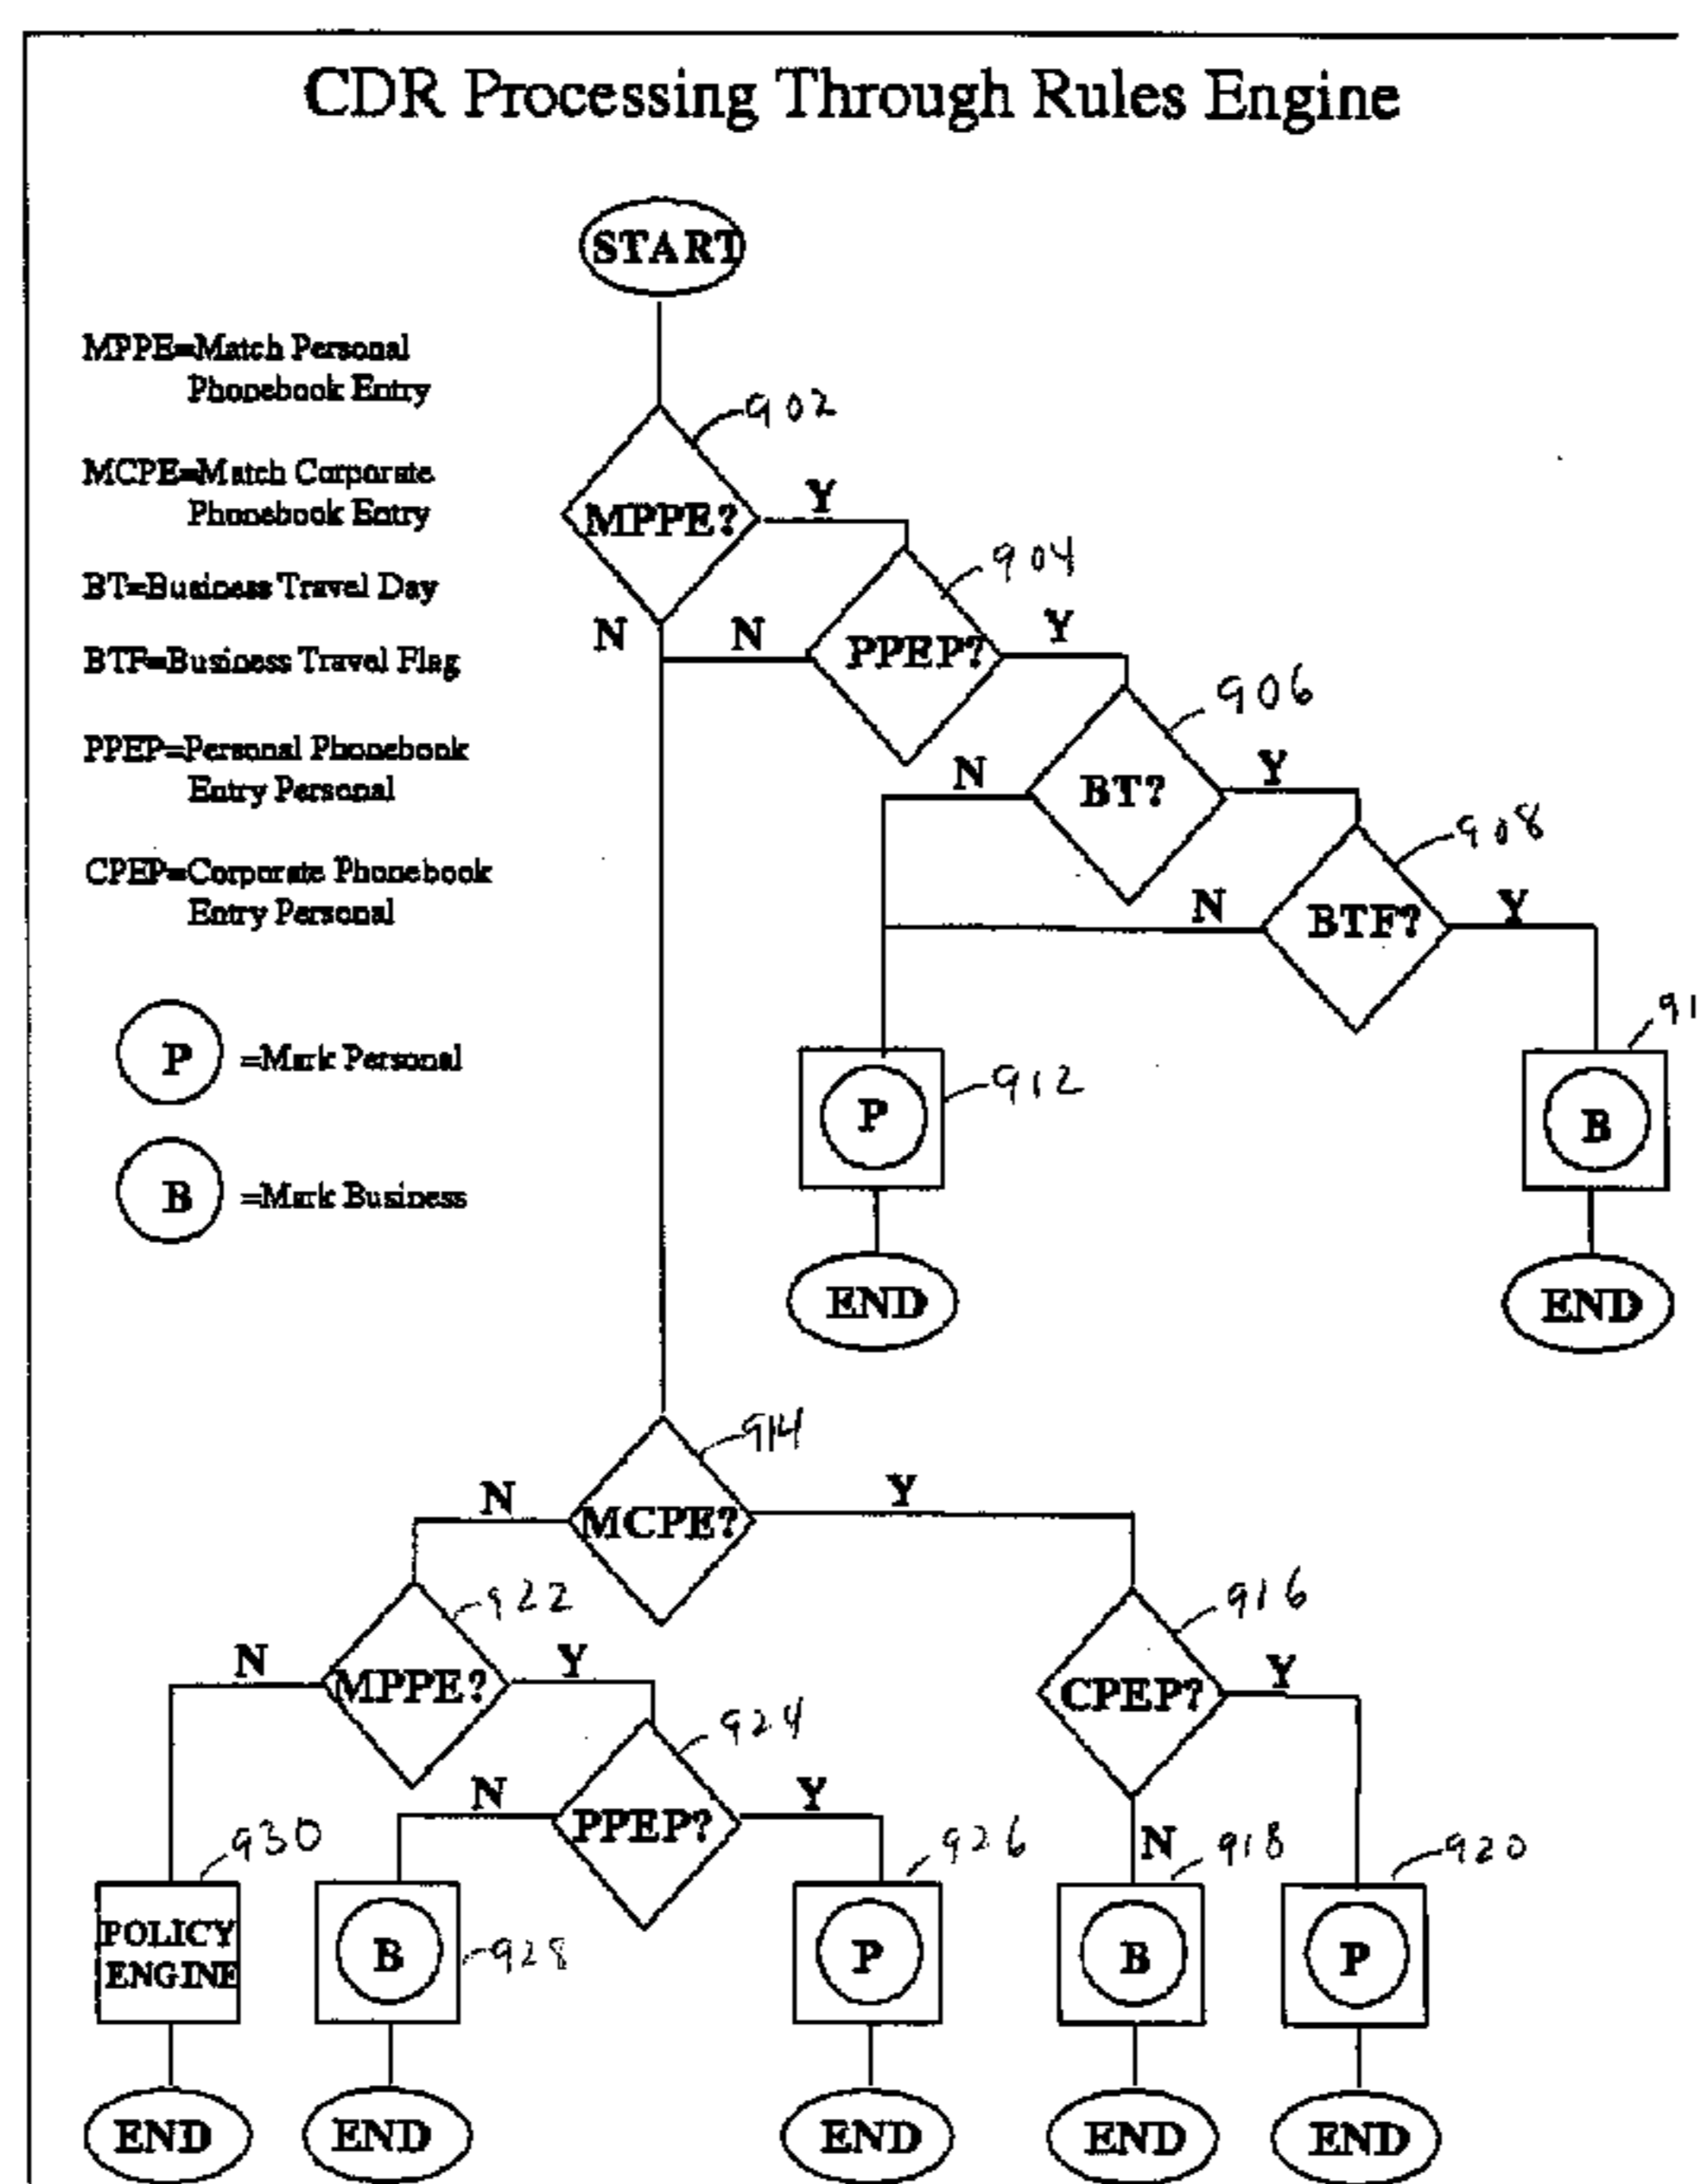 CDR Processing Through Rules Engine
START
MPPE=Match Personal
Phonebook Entry
MCPE=Match Corporate
Phonebook Entry
BT=Business Travel Day
BTF=Business Travel Flag
PPEP=Personal Phonebook
Entry Personal
CPEP=Corporate Phonebook
Entry Personal
P =Mark Personal
B =Mark Business
902
MPPE?
Y
N
904
PPEP?
N
Y
906
BT?
N
Y
908
BTF?
N
Y
912
P
END
91
B
END
914
MCPE?
N
Y
922
MPPE?
N
Y
916
CPEP?
Y
N
924
PPEP?
N
Y
930
POLICY
ENGINE
END
928
B
END
926
P
END
918
B
END
920
P
END